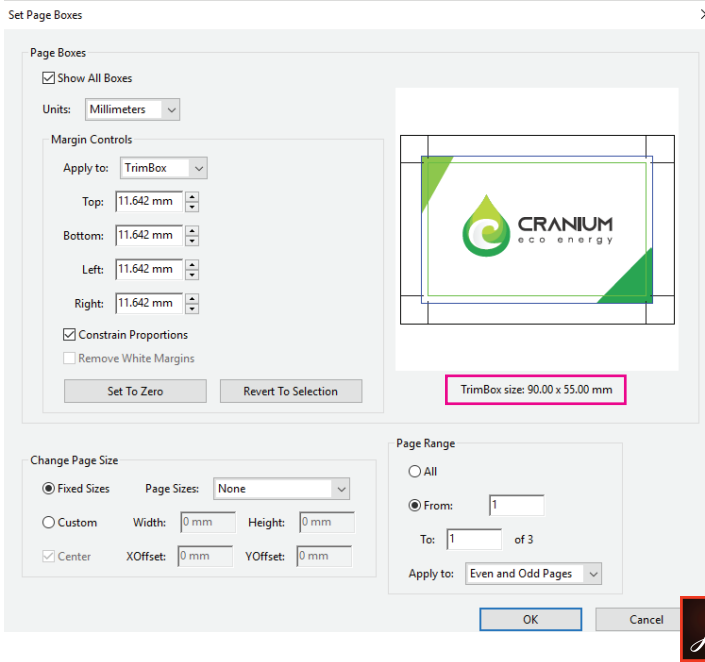 Set Page Boxes
Page Boxes
Show All Boxes
Units: Millimeters
Margin Controls
Apply to: TrimBox
Top: 11.642 mm
Bottom: 11.642 mm
Left: 11.642 mm
Right: 11.642 mm
Constrain Proportions
Remove White Margins
Set To Zero Revert To Selection
CRANIUM
eco energy
TrimBox size: 90.00 x 55.00 mm
Change Page Size
Fixed Sizes Page Sizes: None
Custom Width: 0 mm Height: 0 mm
Center XOffset: 0 mm YOffset: 0 mm
Page Range
All
From: 1
To: 1 of 3
Apply to: Even and Odd Pages
OK Cancel